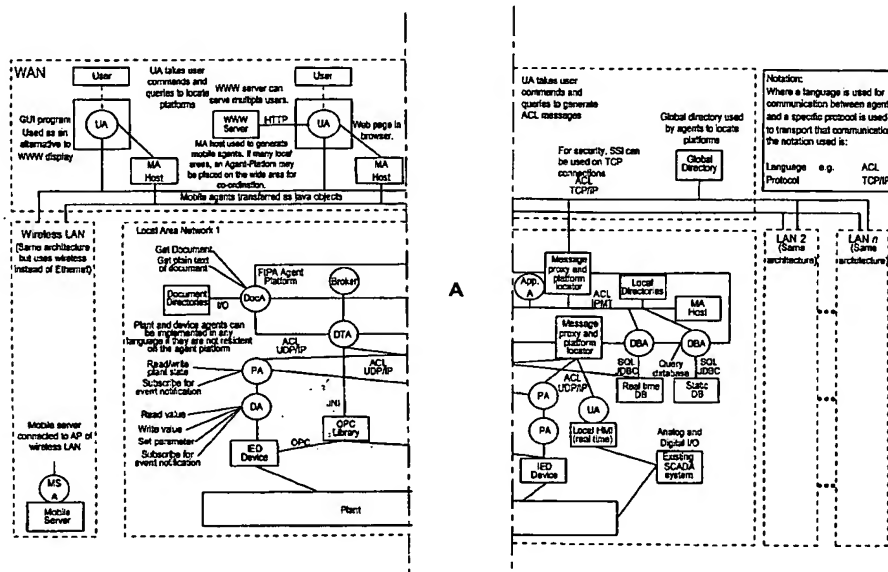 WAN
User
UA takes user
commands and
queries to locate
platforms
WWW server can
serve multiple users.
User
GUI program
Used as an
alternative to
WWW display
UA
WWW
Server
HTTP
UA
Web page in
browser.
MA host used to generate
mobile agents. If many local
areas, an Agent-Platform may
be placed on the wide area for
co-ordination.
MA
Host
MA
Host
Mobile agents transferred as java objects
UA takes user
commands and
queries to generate
ACL messages
Global directory used
by agents to locate
platforms
For security, SSI can
be used on TCP
connections
ACL
TCP/IP
Global
Directory
Notation:
Where a language is used for
communication between agent
and a specific protocol is used
to transport that communication
the notation used is:
Language e.g. ACL
Protocol TCP/IP
Wireless LAN
(Same architecture
but uses wireless
instead of Ethernet)
Mobile server
connected to AP of
wireless LAN
MS
A
Mobile
Server
Local Area Network 1
Get Document
Get plain text
of document
FIPA Agent
Platform
Document
Directories
I/O
DocA
Broker
Plant and device agents can
be implemented in any
language if they are not resident
on the agent platform
DTA
ACL
UDP/IP
ACL
UDP/IP
Read/write
plant state
Subscribe for
event notification
PA
Read value
Write value
Set parameter
Subscribe for
event notification
DA
JNI
OPC
Library
OPC
IED
Device
Plant
A
App.
A
Message
proxy and
platform
locator
ACL
IPMT
Local
Directories
MA
Host
Message
proxy and
platform
locator
DBA
DBA
SQL
JDBC
Query
database
SQL
JDBC
Real time
DB
Static
DB
ACL
UDP/IP
PA
UA
PA
Local HMI
(real time)
Analog and
Digital I/O
IED
Device
Existing
SCADA
system
LAN 2
(Same
architecture)
LAN n
(Same
architecture)